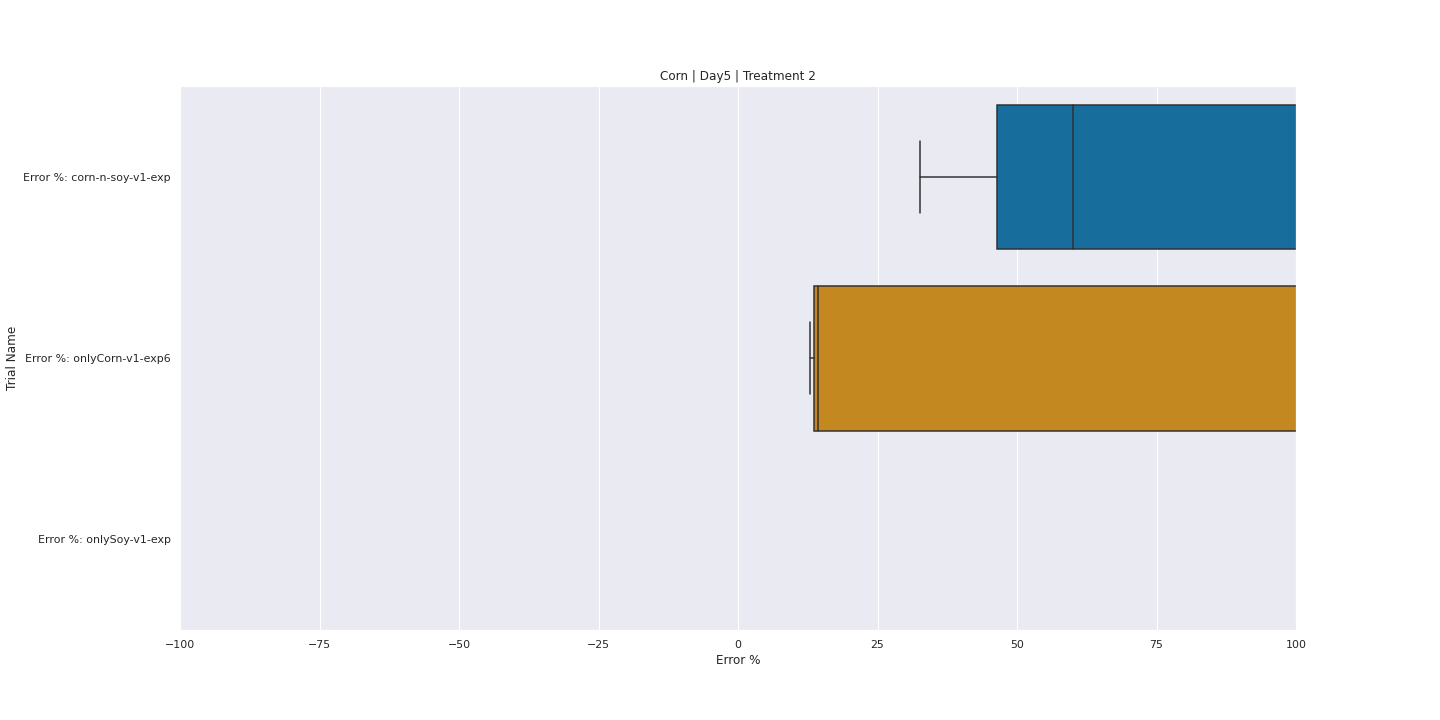 Corn | Day5 | Treatment 2
Trial Name
Error %: corn-n-soy-v1-exp
Error %: onlyCorn-v1-exp6
Error %: onlySoy-v1-exp
−100 −75 −50 −25 0 25 50 75 100
Error %